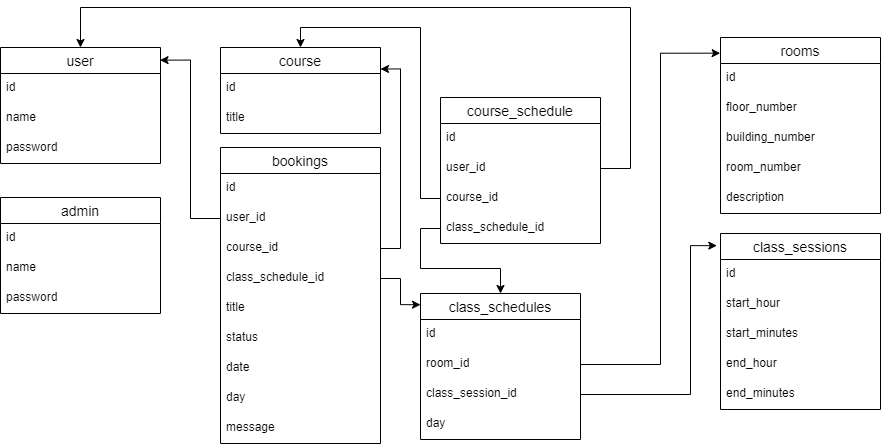 user
id
name
password
admin
id
name
password
course
id
title
bookings
id
user_id
course_id
class_schedule_id
title
status
date
day
message
course_schedule
id
user_id
course_id
class_schedule_id
class_schedules
id
room_id
class_session_id
day
rooms
id
floor_number
building_number
room_number
description
class_sessions
id
start_hour
start_minutes
end_hour
end_minutes